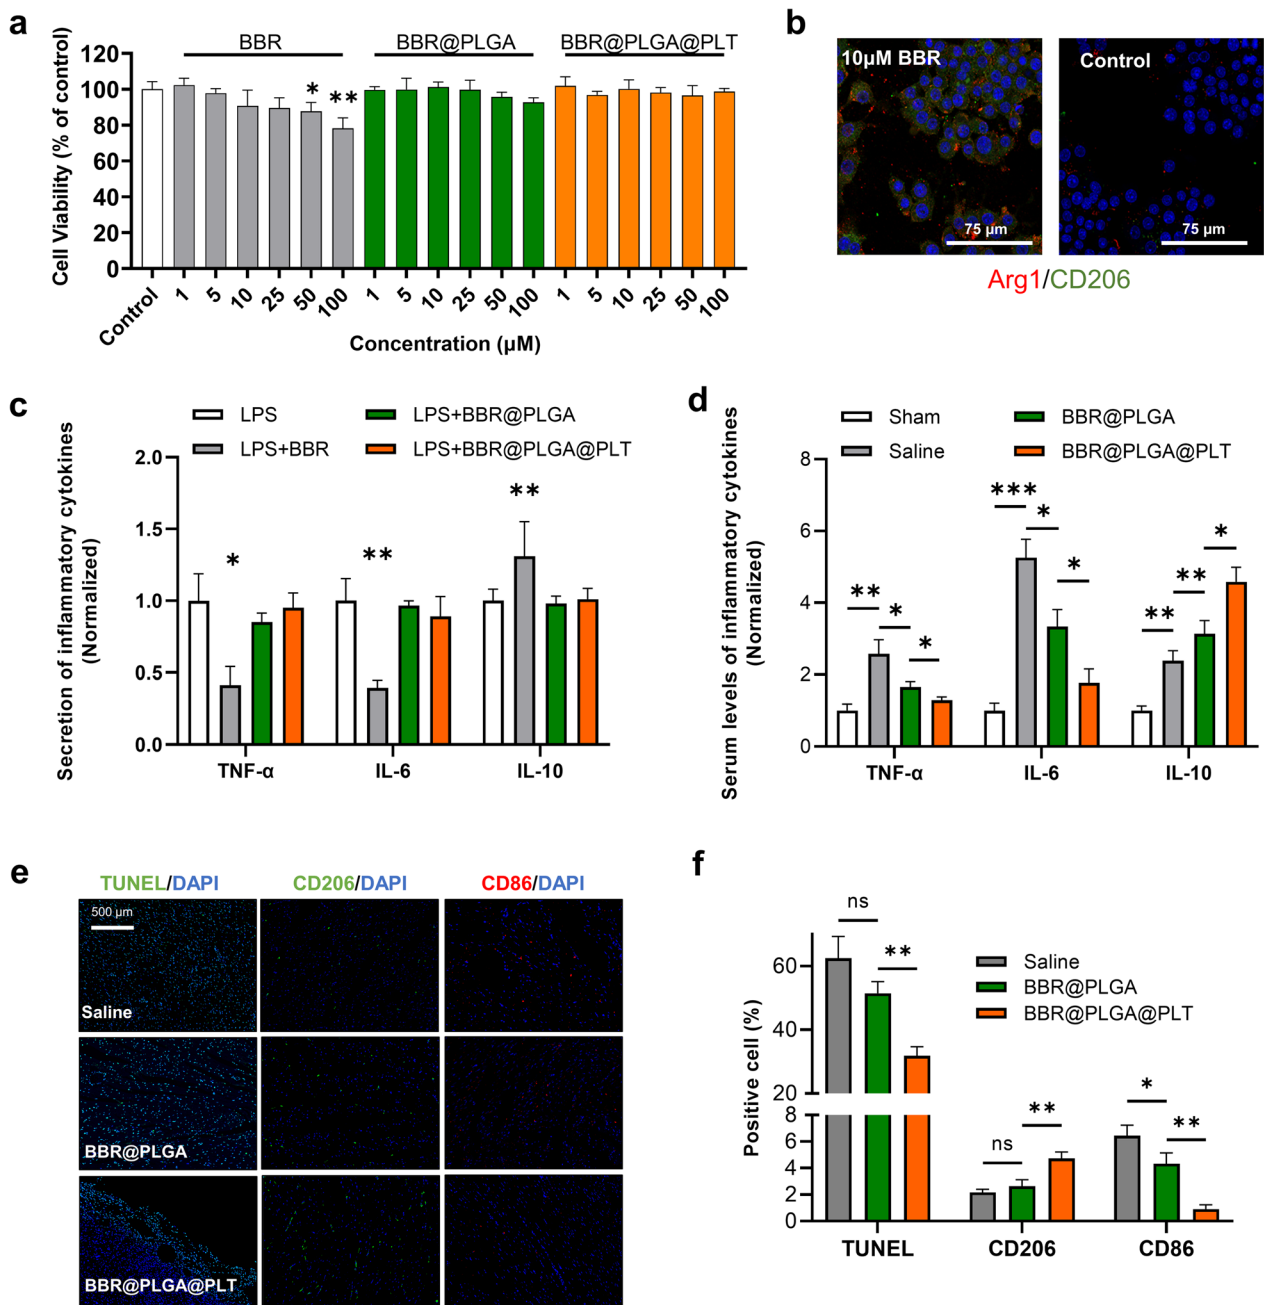 a
BBR BBR@PLGA BBR@PLGA@PLT
Cell Viability (% of control)
120
100
80
60
40
20
0
* **
Control 1 5 10 25 50 100 1 5 10 25 50 100 1 5 10 25 50 100
Concentration (µM)
b
10µM BBR
Control
75 µm
75 µm
Arg1/CD206
c
LPS
LPS+BBR
LPS+BBR@PLGA
LPS+BBR@PLGA@PLT
Secretion of inflammatory cytokines
(Normalized)
2.0
1.5
1.0
0.5
0.0
* ** **
TNF-α IL-6 IL-10
d
Sham
Saline
BBR@PLGA
BBR@PLGA@PLT
Serum levels of inflammatory cytokines
(Normalized)
8
6
4
2
0
** * *
*** * *
** ** *
TNF-α IL-6 IL-10
e
TUNEL/DAPI CD206/DAPI CD86/DAPI
500 µm
Saline
BBR@PLGA
BBR@PLGA@PLT
f
Saline
BBR@PLGA
BBR@PLGA@PLT
Positive cell (%)
60
40
20
8
6
4
2
0
ns **
ns **
* **
TUNEL CD206 CD86